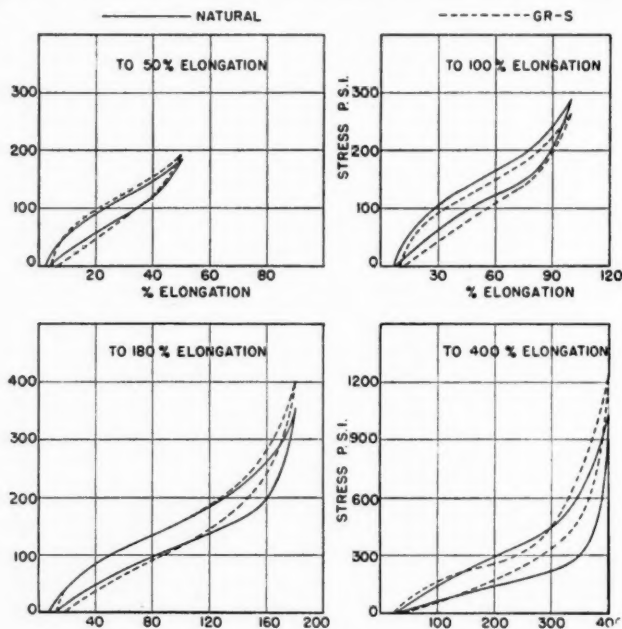 NATURAL
GR-S
TO 50% ELONGATION
300
200
100
0
20 40 60 80
% ELONGATION
TO 100% ELONGATION
STRESS P.S.I.
300
200
100
0
30 60 90 120
% ELONGATION
TO 180% ELONGATION
400
300
200
100
0
40 80 120 160 200
TO 400% ELONGATION
STRESS P.S.I.
1200
900
600
300
0
100 200 300